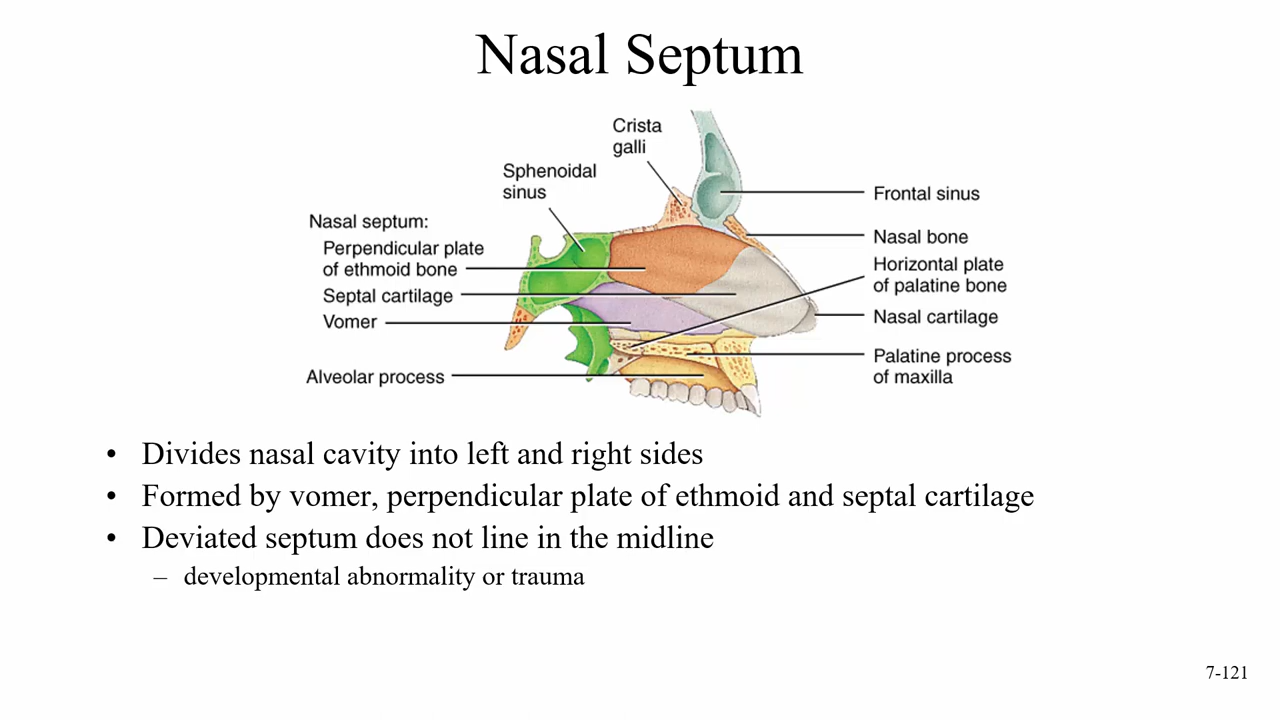 Nasal Septum
Crista
galli
Sphenoidal
sinus
Nasal septum:
Perpendicular plate
of ethmoid bone
Septal cartilage
Vomer
Alveolar process
Frontal sinus
Nasal bone
Horizontal plate
of palatine bone
Nasal cartilage
Palatine process
of maxilla
• Divides nasal cavity into left and right sides
• Formed by vomer, perpendicular plate of ethmoid and septal cartilage
• Deviated septum does not line in the midline
– developmental abnormality or trauma
7-121